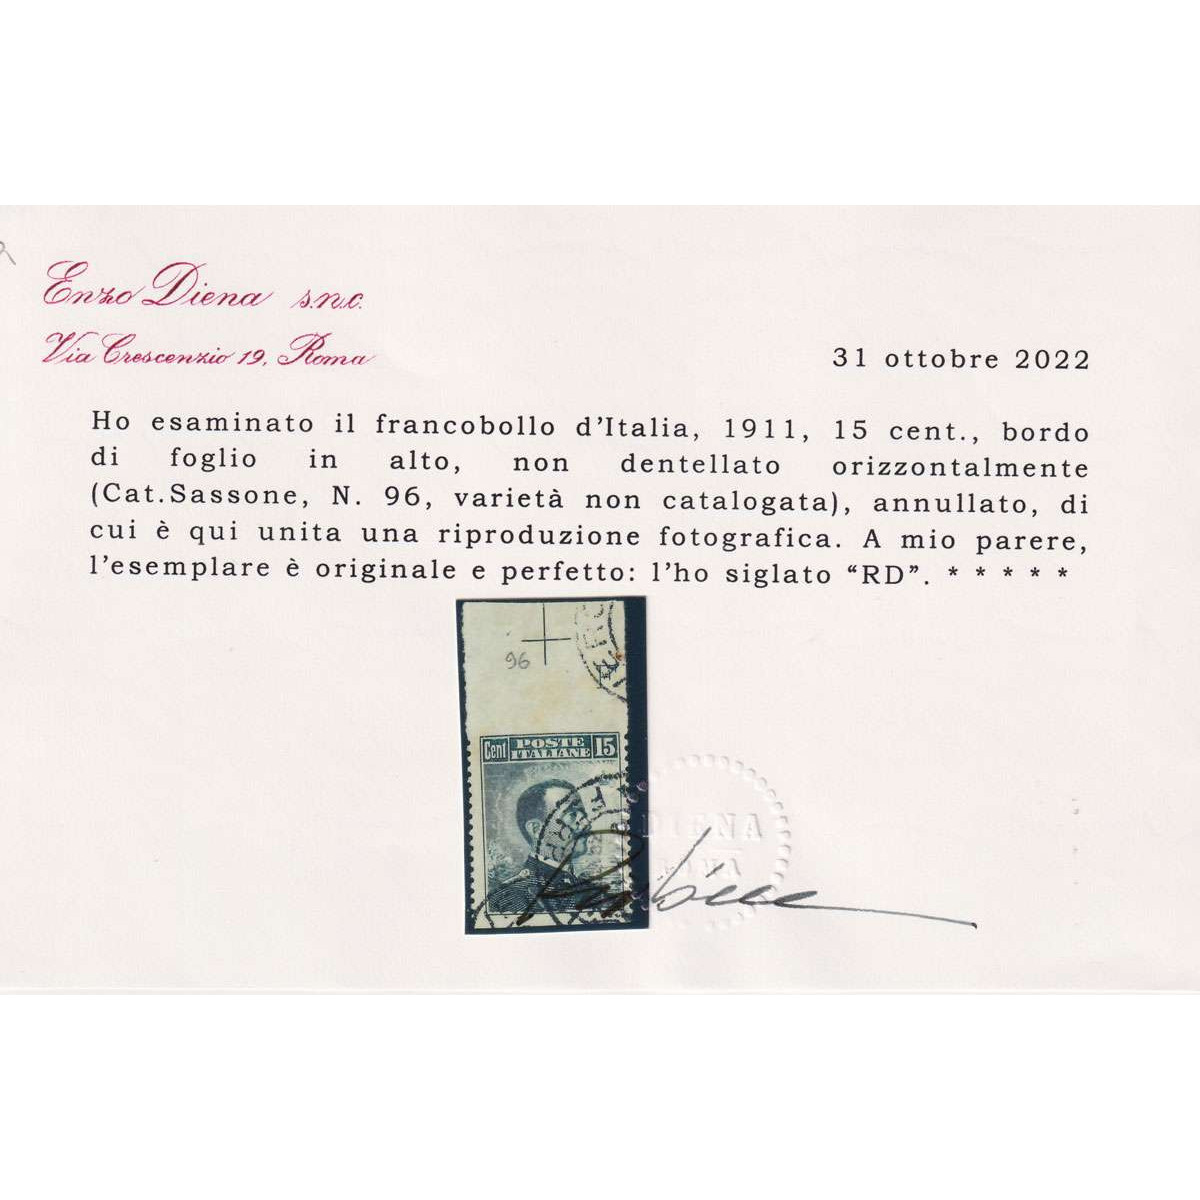 Enzo Diena s.n.c.
Via Crescenzio 19, Roma
31 ottobre 2022
Ho esaminato il francobollo d'Italia, 1911, 15 cent., bordo
di foglio in alto, non dentellato orizzontalmente
(Cat.Sassone, N. 96, varietà non catalogata), annullato, di
cui è qui unita una riproduzione fotografica. A mio parere,
l'esemplare è originale e perfetto: l'ho siglato “RD”. * * * * *
96
Cent POSTE 15
ITALIANE
DIENA
ROMA